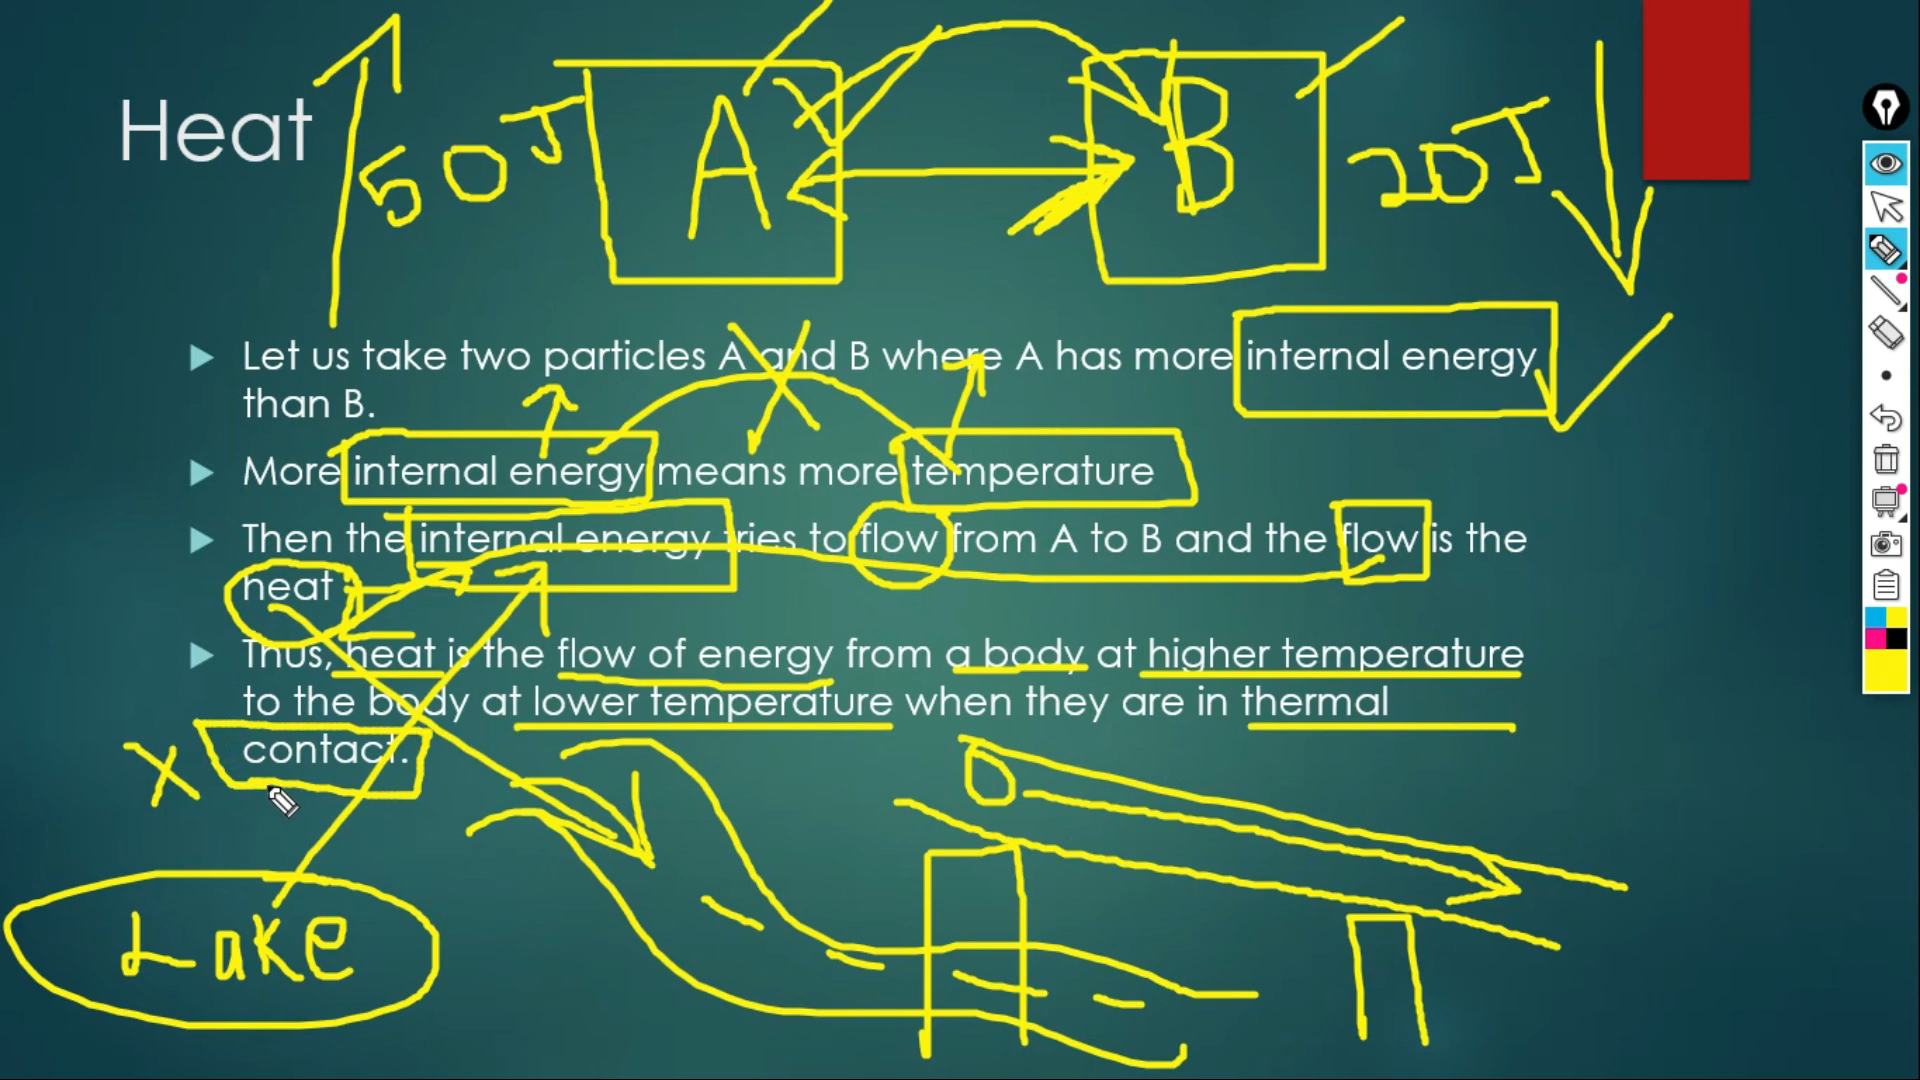 Heat
50J
A
B
20J
Let us take two particles A and B where A has more internal energy
than B.
More internal energy means more temperature
Then the internal energy tries to flow from A to B and the flow is the
heat
Thus, heat is the flow of energy from a body at higher temperature
to the body at lower temperature when they are in thermal
contact.
Lake